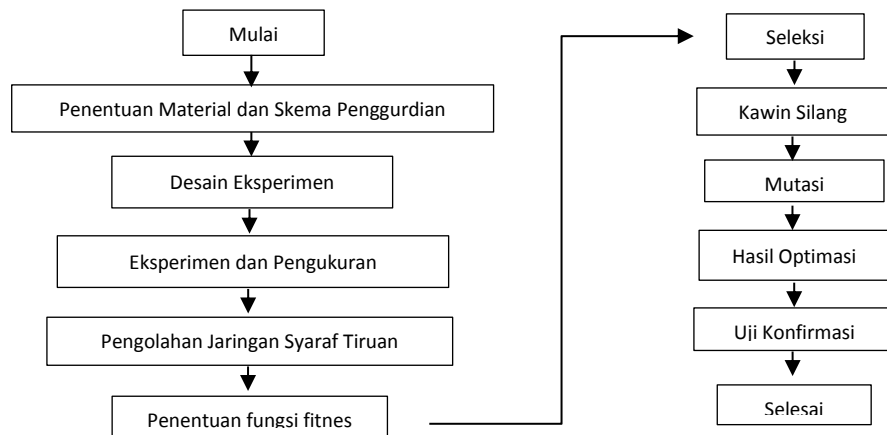 Mulai
Penentuan Material dan Skema Penggurdian
Desain Eksperimen
Eksperimen dan Pengukuran
Pengolahan Jaringan Syaraf Tiruan
Penentuan fungsi fitnes
Seleksi
Kawin Silang
Mutasi
Hasil Optimasi
Uji Konfirmasi
Selesai